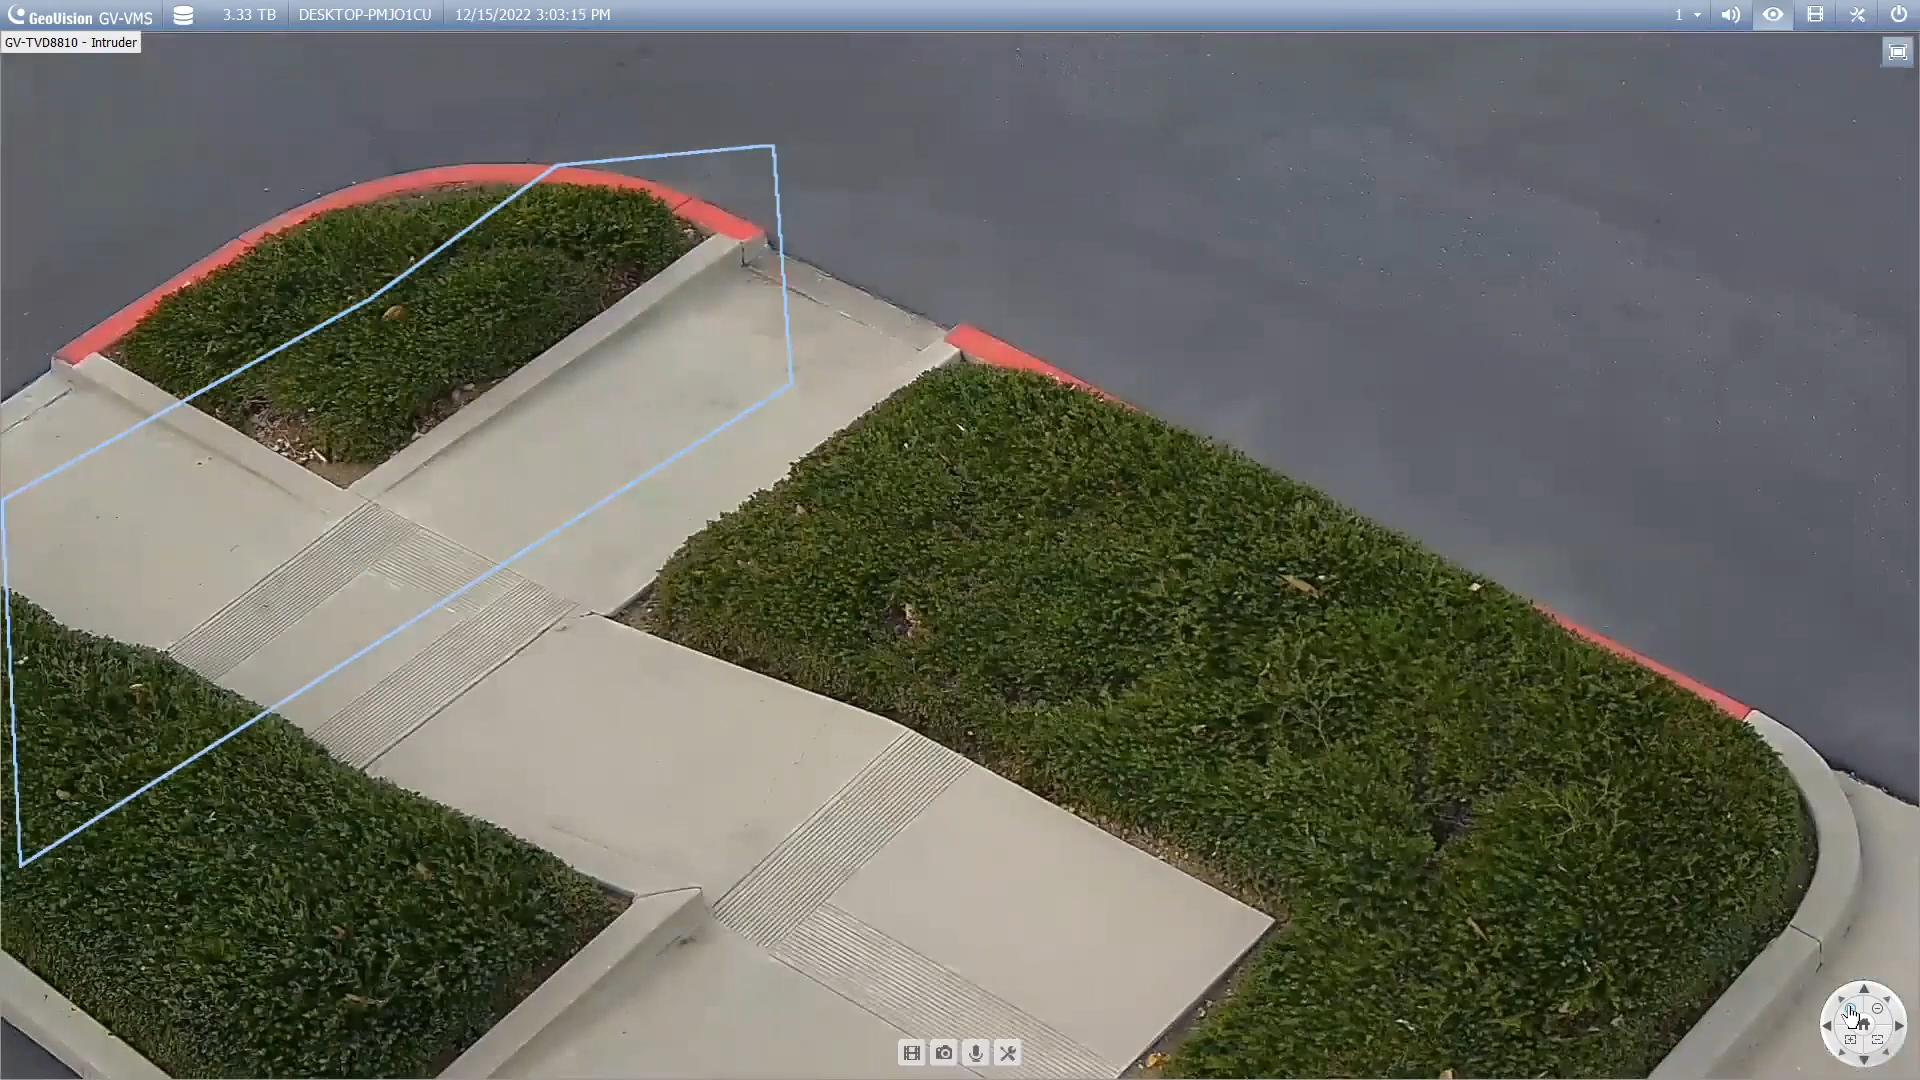 GeoVision GV-VMS 3.33 TB DESKTOP-PMJO1CU 12/15/2022 3:03:15 PM 1
GV-TVD8810 - Intruder